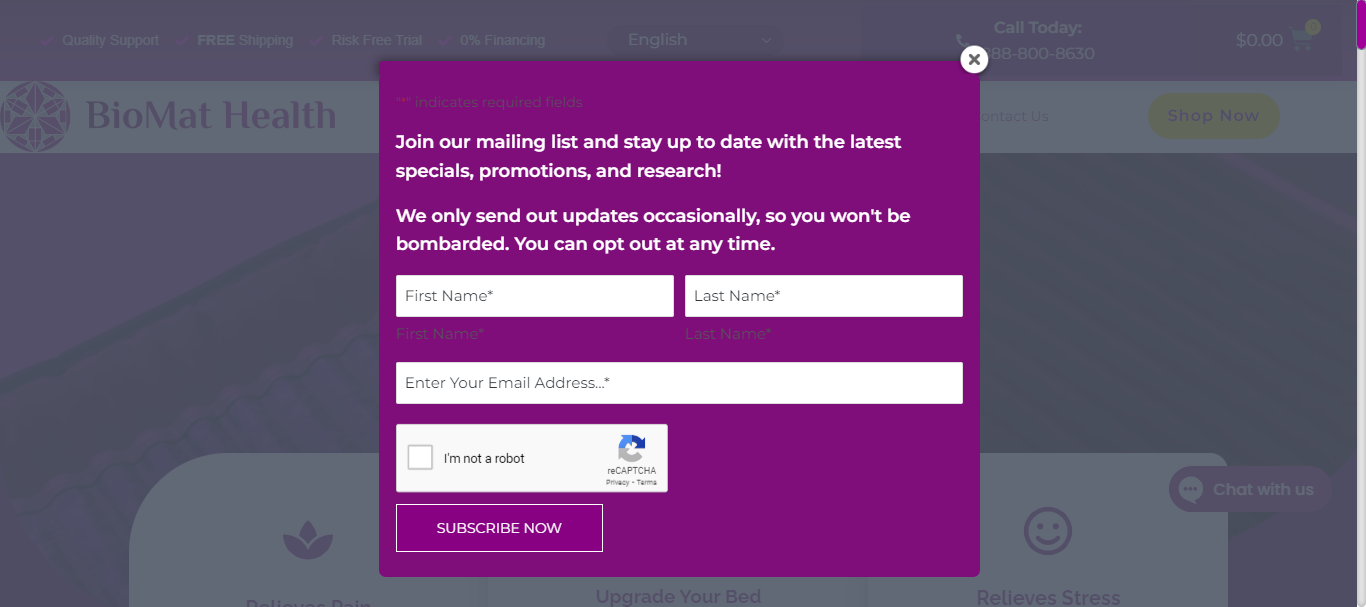 Quality Support FREE Shipping Risk Free Trial 0% Financing
English
Call Today:
88-800-8630
$0.00
0
BioMat Health
ontact Us
Shop Now
"*" indicates required fields
Join our mailing list and stay up to date with the latest
specials, promotions, and research!
We only send out updates occasionally, so you won't be
bombarded. You can opt out at any time.
First Name* Last Name*
First Name* Last Name*
Enter Your Email Address...*
I'm not a robot
reCAPTCHA
Privacy - Terms
SUBSCRIBE NOW
Chat with us
Relieves Pain
Upgrade Your Bed
Relieves Stress